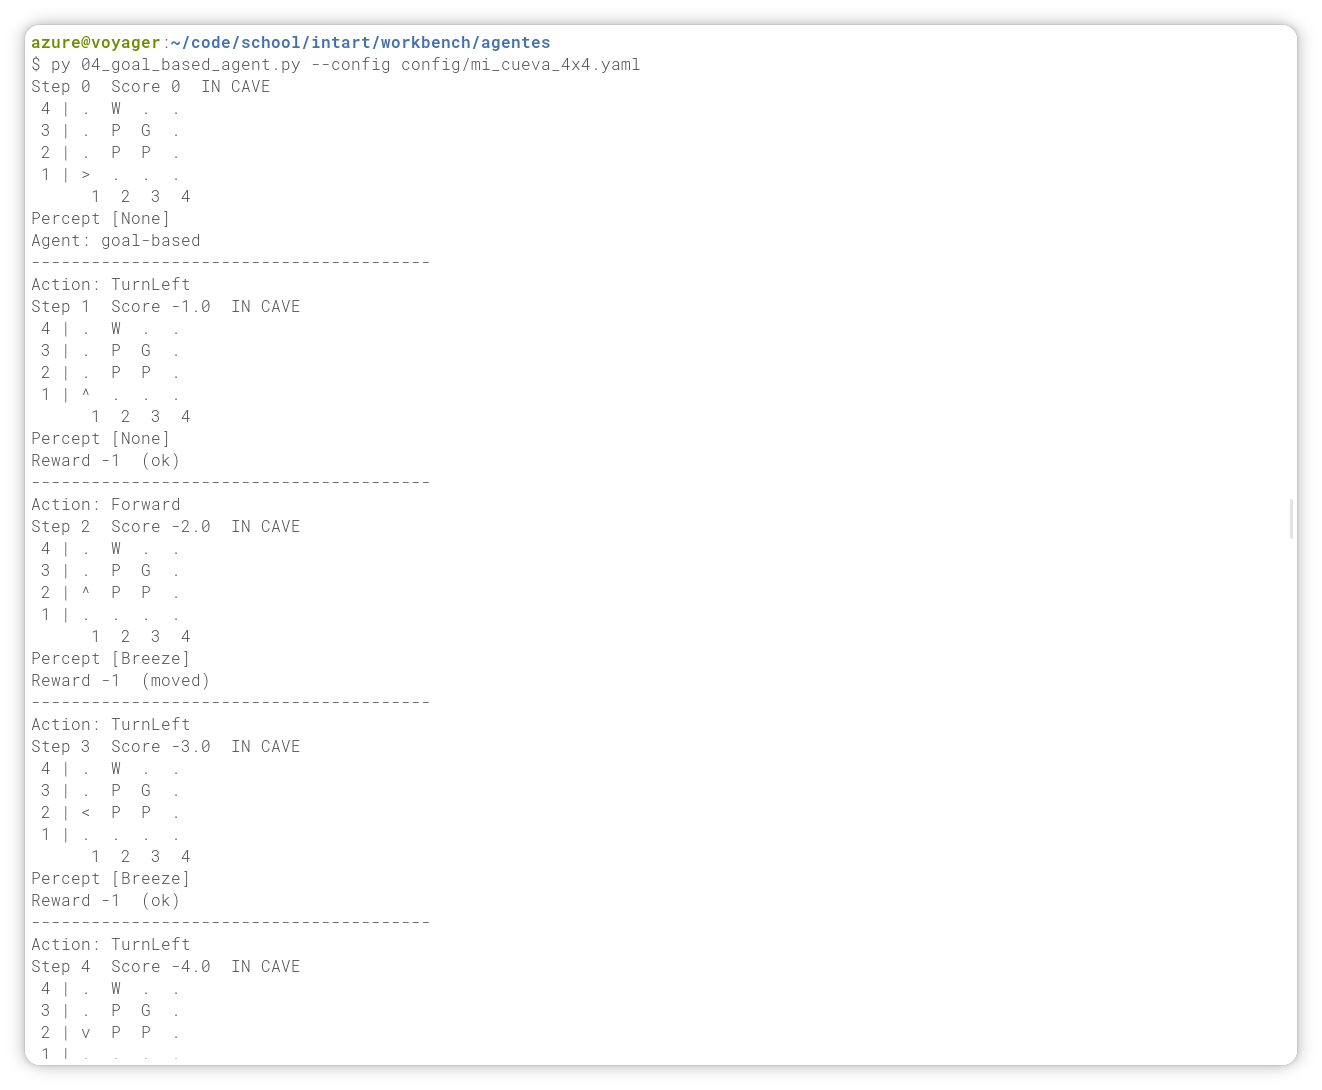 azure@voyager:~/code/school/intart/workbench/agentes
$ py 04_goal_based_agent.py --config config/mi_cueva_4x4.yaml
Step 0  Score 0  IN CAVE
 4 | .  W  .  .
 3 | .  P  G  .
 2 | .  P  P  .
 1 | >  .  .  .
      1  2  3  4
Percept [None]
Agent: goal-based
----------------------------------------
Action: TurnLeft
Step 1  Score -1.0  IN CAVE
 4 | .  W  .  .
 3 | .  P  G  .
 2 | .  P  P  .
 1 | ^  .  .  .
      1  2  3  4
Percept [None]
Reward -1  (ok)
----------------------------------------
Action: Forward
Step 2  Score -2.0  IN CAVE
 4 | .  W  .  .
 3 | .  P  G  .
 2 | ^  P  P  .
 1 | .  .  .  .
      1  2  3  4
Percept [Breeze]
Reward -1  (moved)
----------------------------------------
Action: TurnLeft
Step 3  Score -3.0  IN CAVE
 4 | .  W  .  .
 3 | .  P  G  .
 2 | <  P  P  .
 1 | .  .  .  .
      1  2  3  4
Percept [Breeze]
Reward -1  (ok)
----------------------------------------
Action: TurnLeft
Step 4  Score -4.0  IN CAVE
 4 | .  W  .  .
 3 | .  P  G  .
 2 | v  P  P  .
 1 | .  .  .  .